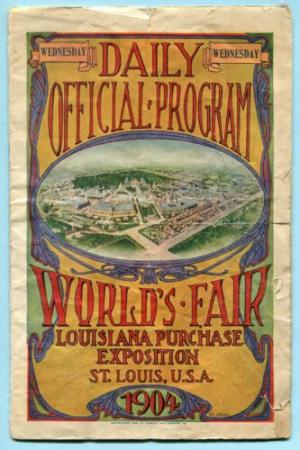 WEDNESDAY WEDNESDAY
DAILY
OFFICIAL·PROGRAM
WORLD'S·FAIR
LOUISIANA PURCHASE
EXPOSITION
ST. LOUIS, U.S.A.
1904